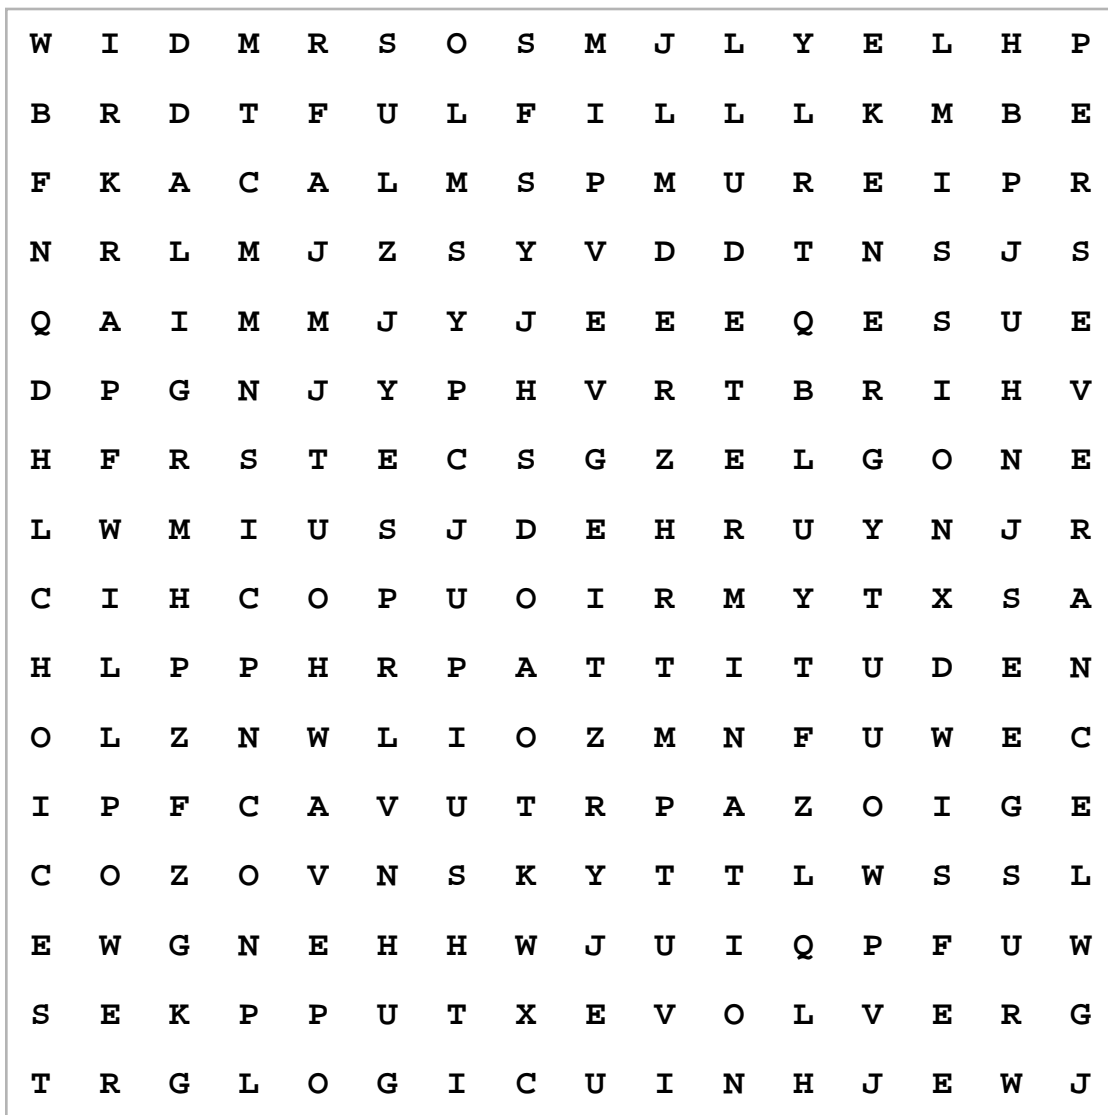 W I D M R S O S M J L Y E L H P
B R D T F U L F I L L L K M B E
F K A C A L M S P M U R E I P R
N R L M J Z S Y V D D T N S J S
Q A I M M J Y J E E E Q E S U E
D P G N J Y P H V R T B R I H V
H F R S T E C S G Z E L G O N E
L W M I U S J D E H R U Y N J R
C I H C O P U O I R M Y T X S A
H L P P H R P A T T I T U D E N
O L Z N W L I O Z M N F U W E C
I P F C A V U T R P A Z O I G E
C O Z O V N S K Y T T L W S S L
E W G N E H H W J U I Q P F U W
S E K P P U T X E V O L V E R G
T R G L O G I C U I N H J E W J